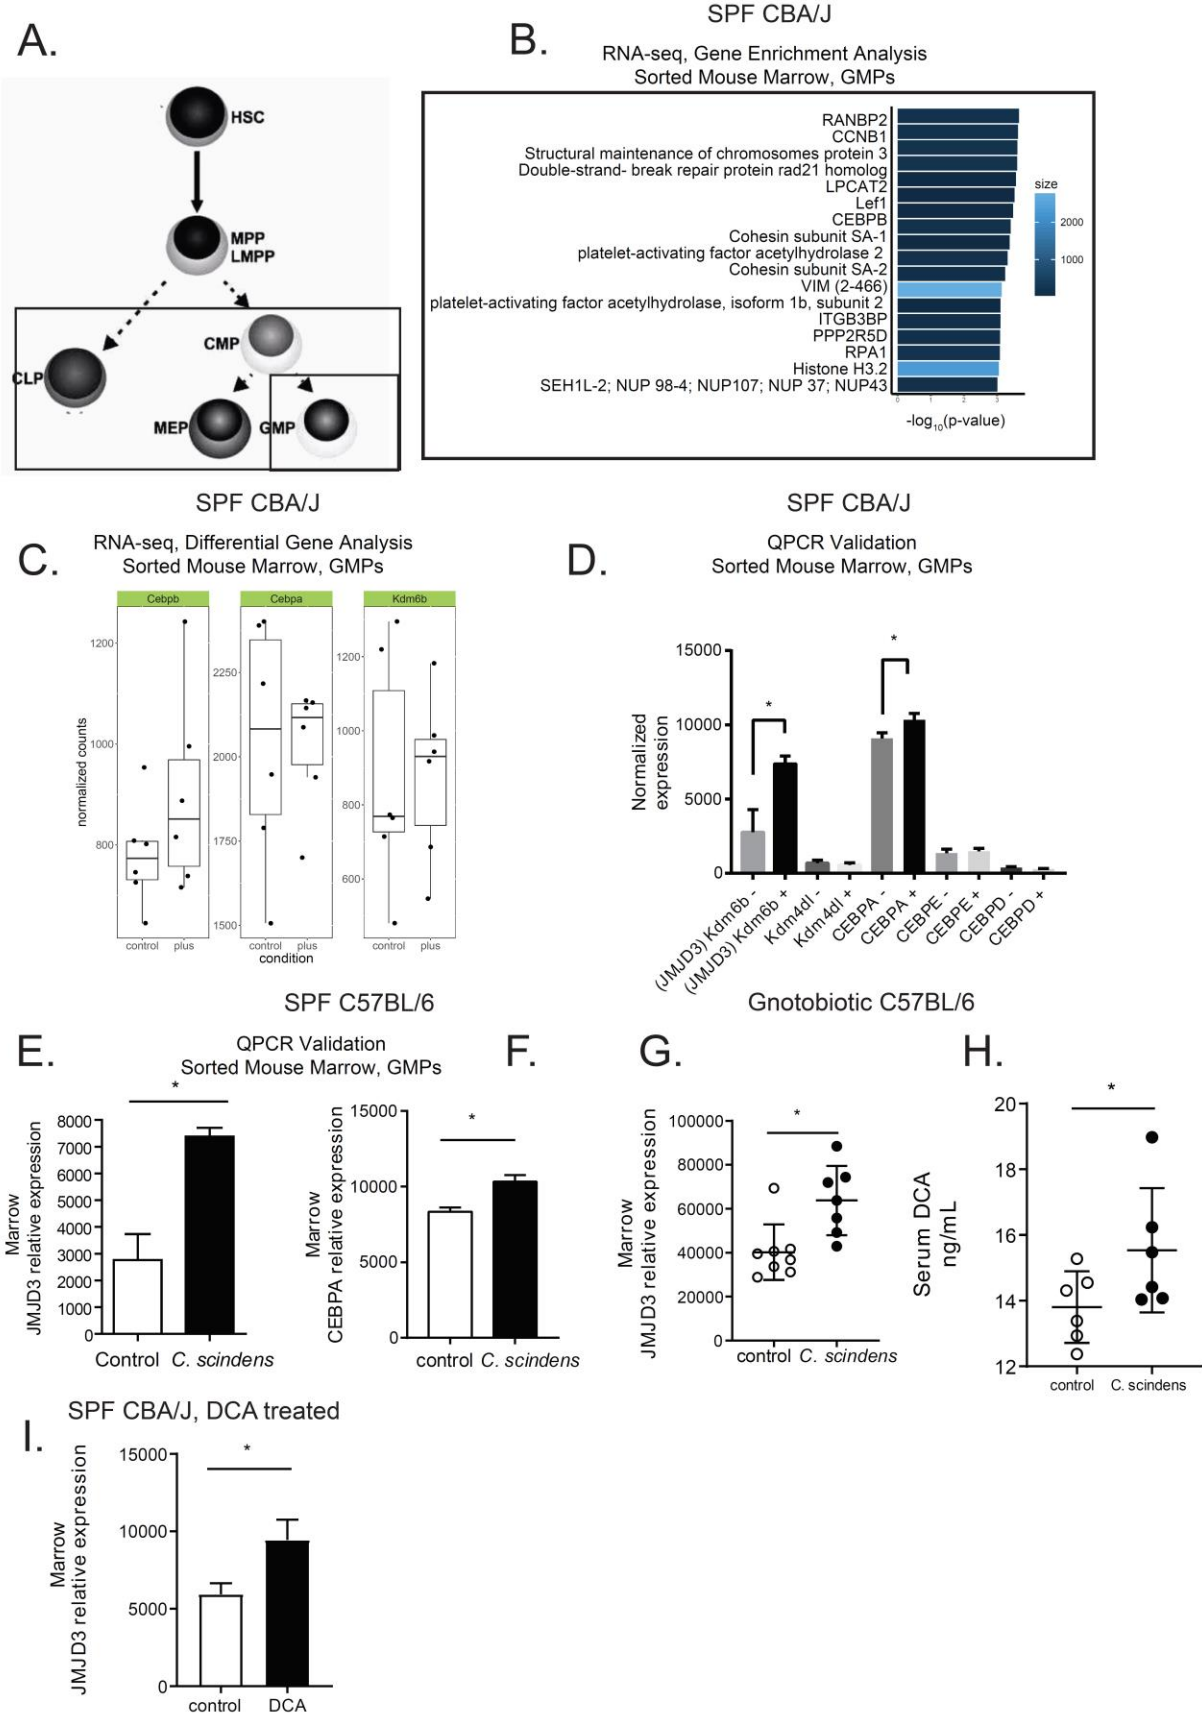 A.
HSC
MPP
LMPP
CMP
CLP
MEP
GMP
B.
SPF CBA/J
RNA-seq, Gene Enrichment Analysis
Sorted Mouse Marrow, GMPs
RANBP2
CCNB1
Structural maintenance of chromosomes protein 3
Double-strand- break repair protein rad21 homolog
LPCAT2
Lef1
CEBPB
Cohesin subunit SA-1
platelet-activating factor acetylhydrolase 2
Cohesin subunit SA-2
VIM (2-466)
platelet-activating factor acetylhydrolase, isoform 1b, subunit 2
ITGB3BP
PPP2R5D
RPA1
Histone H3.2
SEH1L-2; NUP 98-4; NUP107; NUP 37; NUP43
0 1 2 3
-log10(p-value)
size
2000
1000
SPF CBA/J
C.
RNA-seq, Differential Gene Analysis
Sorted Mouse Marrow, GMPs
Cebpb
Cebpa
Kdm6b
normalized counts
1200
1000
800
2250
2000
1750
1500
1200
1000
800
600
control plus
control plus
control plus
condition
SPF CBA/J
D.
QPCR Validation
Sorted Mouse Marrow, GMPs
Normalized
expression
15000
10000
5000
0
*
*
(JMJD3) Kdm6b -
(JMJD3) Kdm6b +
Kdm4dl -
Kdm4dl +
CEBPA -
CEBPA +
CEBPE -
CEBPE +
CEBPD -
CEBPD +
SPF C57BL/6
E.
QPCR Validation
Sorted Mouse Marrow, GMPs
*
Marrow
JMJD3 relative expression
8000
7000
6000
5000
4000
3000
2000
1000
0
Control C. scindens
F.
*
Marrow
CEBPA relative expression
15000
10000
5000
0
control C. scindens
Gnotobiotic C57BL/6
G.
*
Marrow
JMJD3 relative expression
100000
80000
60000
40000
20000
0
control C. scindens
H.
*
Serum DCA
ng/mL
20
18
16
14
12
control C. scindens
SPF CBA/J, DCA treated
I.
*
Marrow
JMJD3 relative expression
15000
10000
5000
0
control DCA